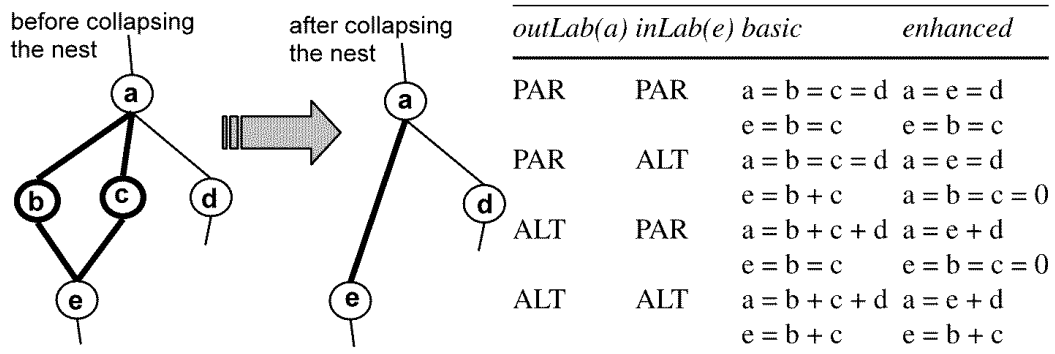 before collapsing
the nest
a
b
c
d
e
after collapsing
the nest
a
d
e
outLab(a) inLab(e) basic enhanced
PAR PAR a = b = c = d a = e = d
e = b = c e = b = c
PAR ALT a = b = c = d a = e = d
e = b + c a = b = c = 0
ALT PAR a = b + c + d a = e + d
e = b = c e = b = c = 0
ALT ALT a = b + c + d a = e + d
e = b + c e = b + c